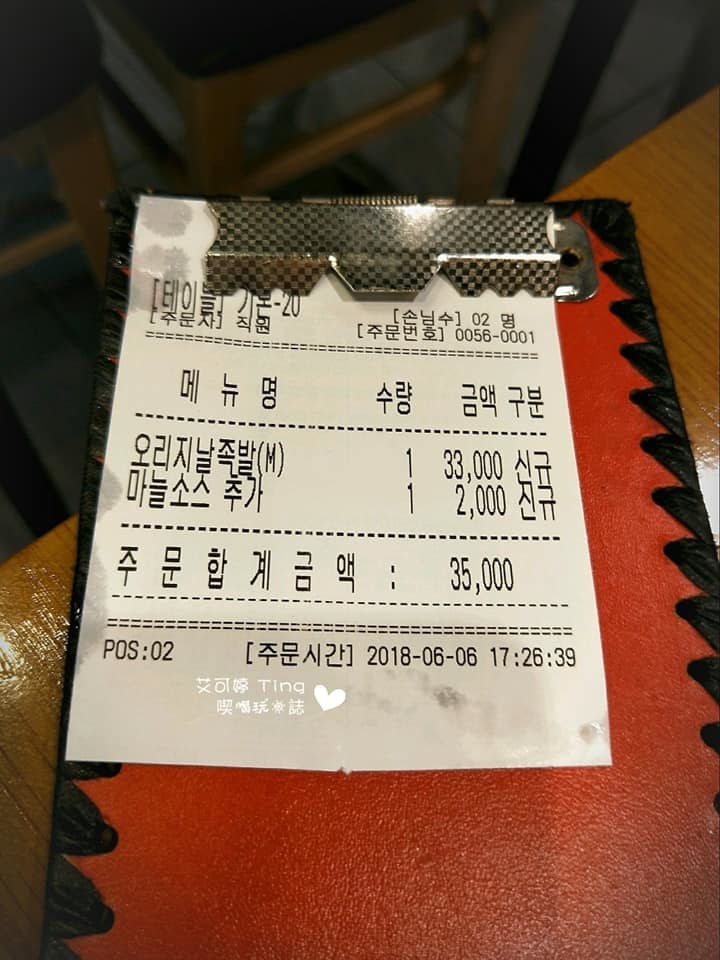 [테이블] 기본-20
[주문자] 직원 [손님수] 02 명
[주문번호] 0056-0001
메 뉴 명 수량 금액 구분
오리지날족발(M) 1 33,000 신규
마늘소스 추가 1 2,000 신규
주 문 합 계 금 액 : 35,000
POS:02 [주문시간] 2018-06-06 17:26:39
艾可婷 Ting
喫喝玩☀誌